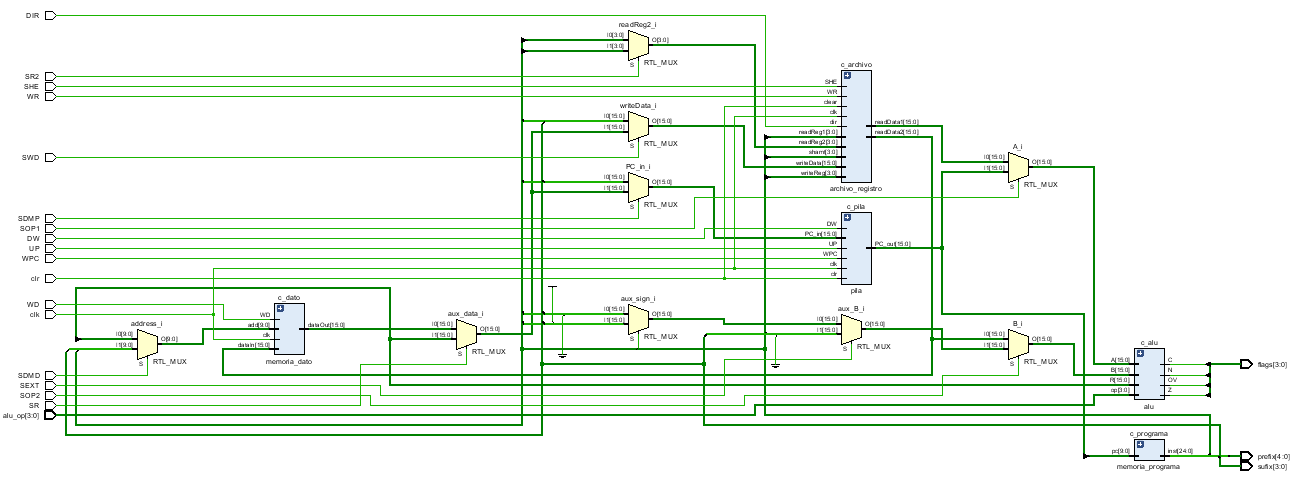 DIR
SR2
SHE
WR
SWD
SDMP
SOP1
DW
UP
WPC
clr
WD
clk
SDMD
SEXT
SOP2
SR
alu_op[3:0]
address_i
I0[9:0]
I1[9:0]
O[9:0]
S
RTL_MUX
c_dato
WD
add[9:0]
clk
dataIn[15:0]
dataOut[15:0]
memoria_dato
aux_data_i
I0[15:0]
I1[15:0]
O[15:0]
S
RTL_MUX
readReg2_i
I0[3:0]
I1[3:0]
O[3:0]
S
RTL_MUX
writeData_i
I0[15:0]
I1[15:0]
O[15:0]
S
RTL_MUX
PC_in_i
I0[15:0]
I1[15:0]
O[15:0]
S
RTL_MUX
aux_sign_i
I0[15:0]
I1[15:0]
O[15:0]
S
RTL_MUX
c_archivo
SHE
WR
clear
clk
dir
readReg1[3:0]
readReg2[3:0]
shamt[3:0]
writeData[15:0]
writeReg[3:0]
readData1[15:0]
readData2[15:0]
archivo_registro
c_pila
DW
PC_in[15:0]
UP
WPC
clk
clr
PC_out[15:0]
pila
aux_B_i
I0[15:0]
I1[15:0]
O[15:0]
S
RTL_MUX
A_i
I0[15:0]
I1[15:0]
O[15:0]
S
RTL_MUX
B_i
I0[15:0]
I1[15:0]
O[15:0]
S
RTL_MUX
c_alu
A[15:0]
B[15:0]
R[15:0]
op[3:0]
C
N
OV
Z
alu
c_programa
pc[9:0]
inst[24:0]
memoria_programa
flags[3:0]
prefix[4:0]
sufix[3:0]